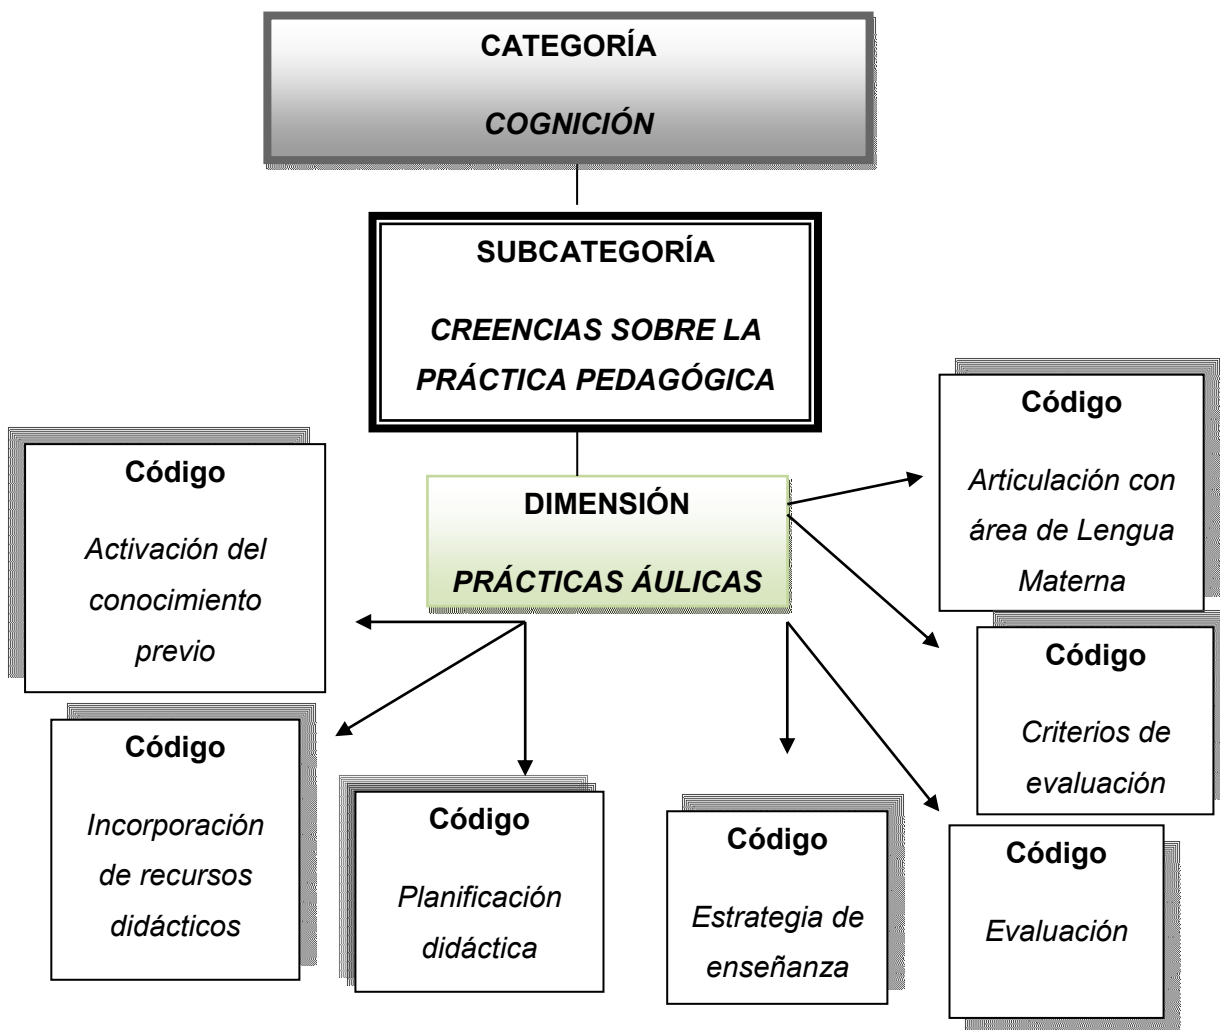 CATEGORÍA
COGNICIÓN
SUBCATEGORÍA
CREENCIAS SOBRE LA
PRÁCTICA PEDAGÓGICA
DIMENSIÓN
PRÁCTICAS ÁULICAS
Código
Articulación con
área de Lengua
Materna
Código
Activación del
conocimiento
previo
Código
Criterios de
evaluación
Código
Incorporación
de recursos
didácticos
Código
Planificación
didáctica
Código
Estrategia de
enseñanza
Código
Evaluación